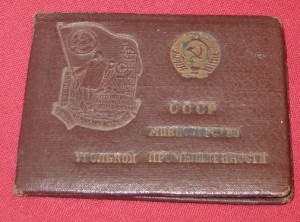 СССР
МИНИСТЕРСТВО
УГОЛЬНОЙ ПРОМЫШЛЕННОСТИ